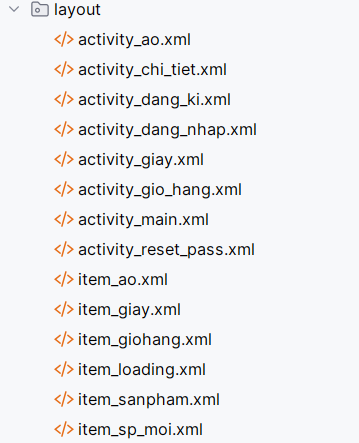 layout
activity_ao.xml
activity_chi_tiet.xml
activity_dang_ki.xml
activity_dang_nhap.xml
activity_giay.xml
activity_gio_hang.xml
activity_main.xml
activity_reset_pass.xml
item_ao.xml
item_giay.xml
item_giohang.xml
item_loading.xml
item_sanpham.xml
item_sp_moi.xml